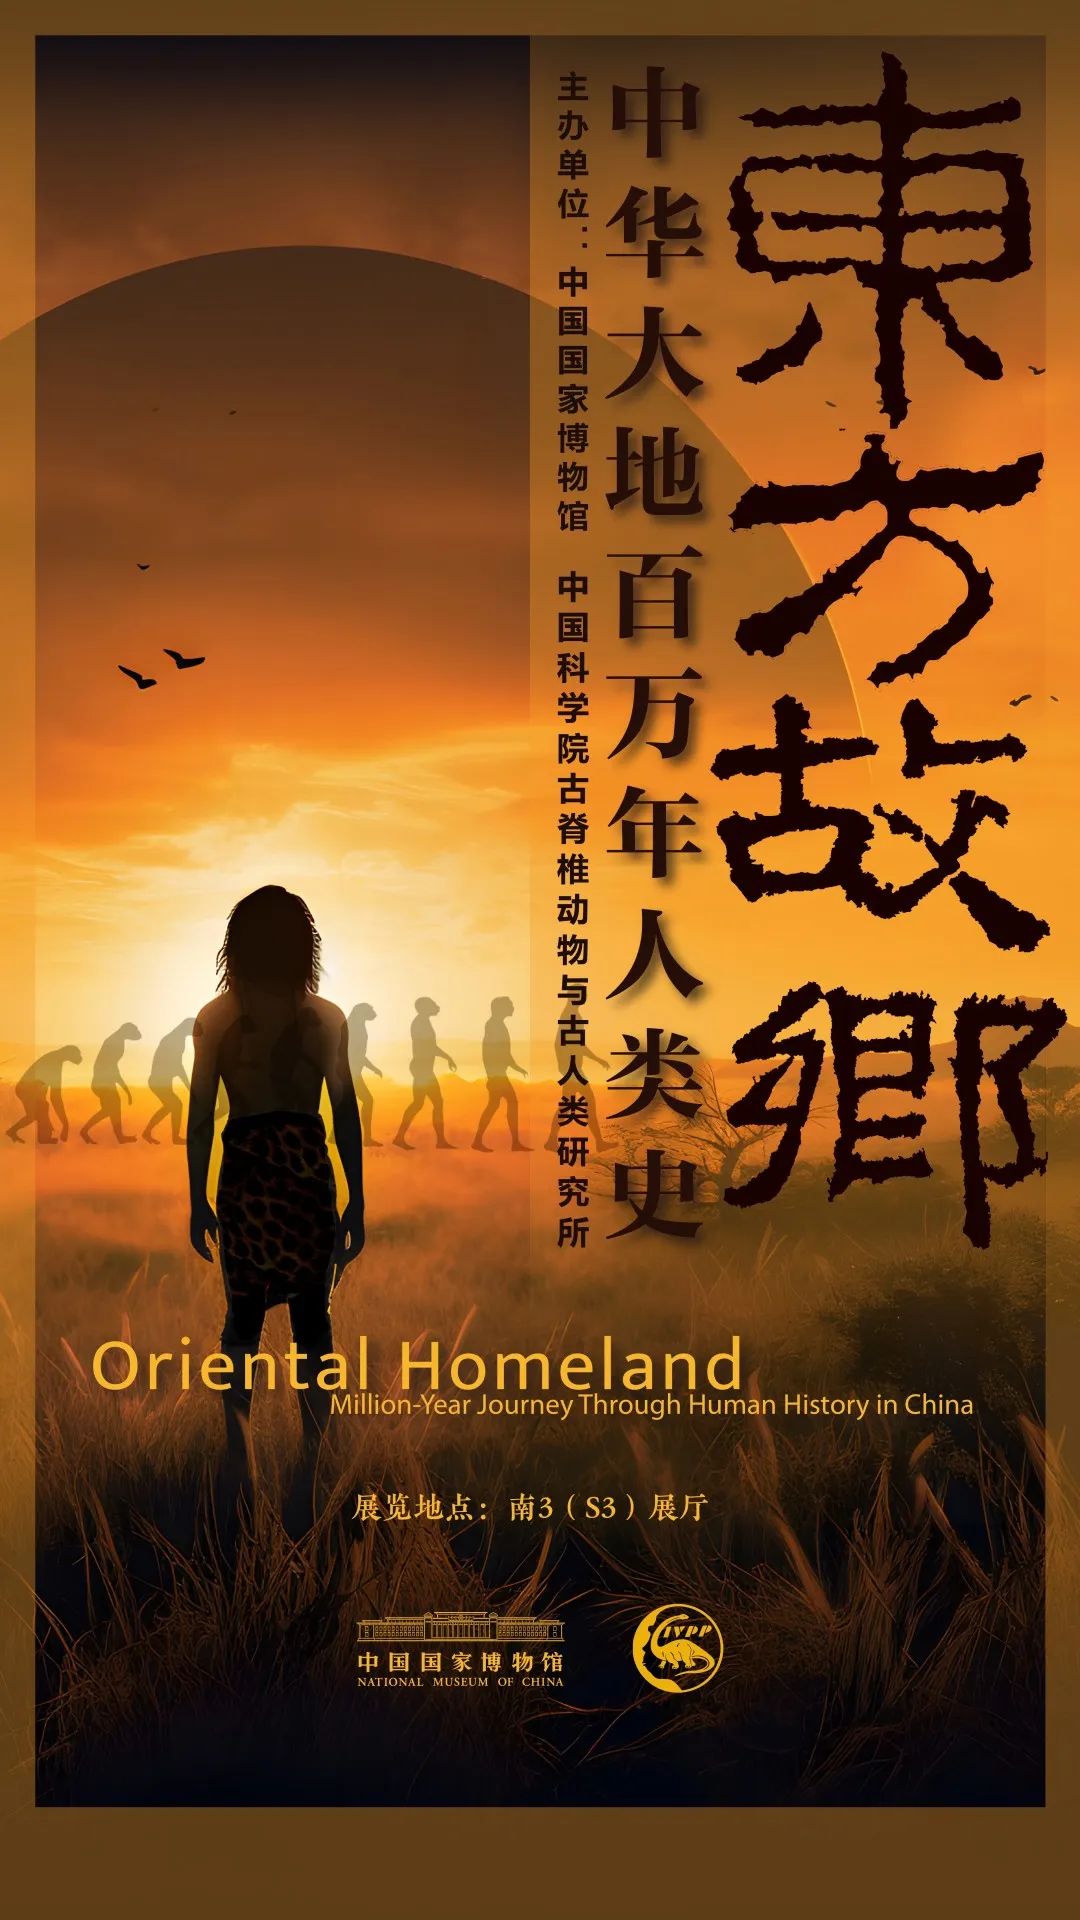 東方故鄉
中华大地百万年人类史
主办单位：中国国家博物馆 中国科学院古脊椎动物与古人类研究所
Oriental Homeland
Million-Year Journey Through Human History in China
展览地点：南3（S3）展厅
中国国家博物馆
NATIONAL MUSEUM OF CHINA
IVPP